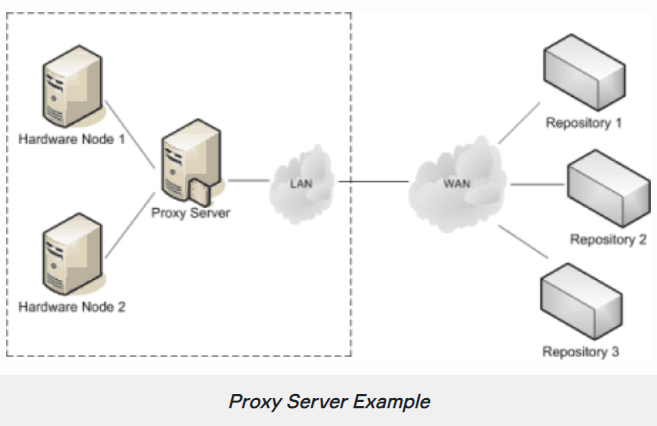 Hardware Node 1
Proxy Server
Hardware Node 2
LAN
WAN
Repository 1
Repository 2
Repository 3
Proxy Server Example